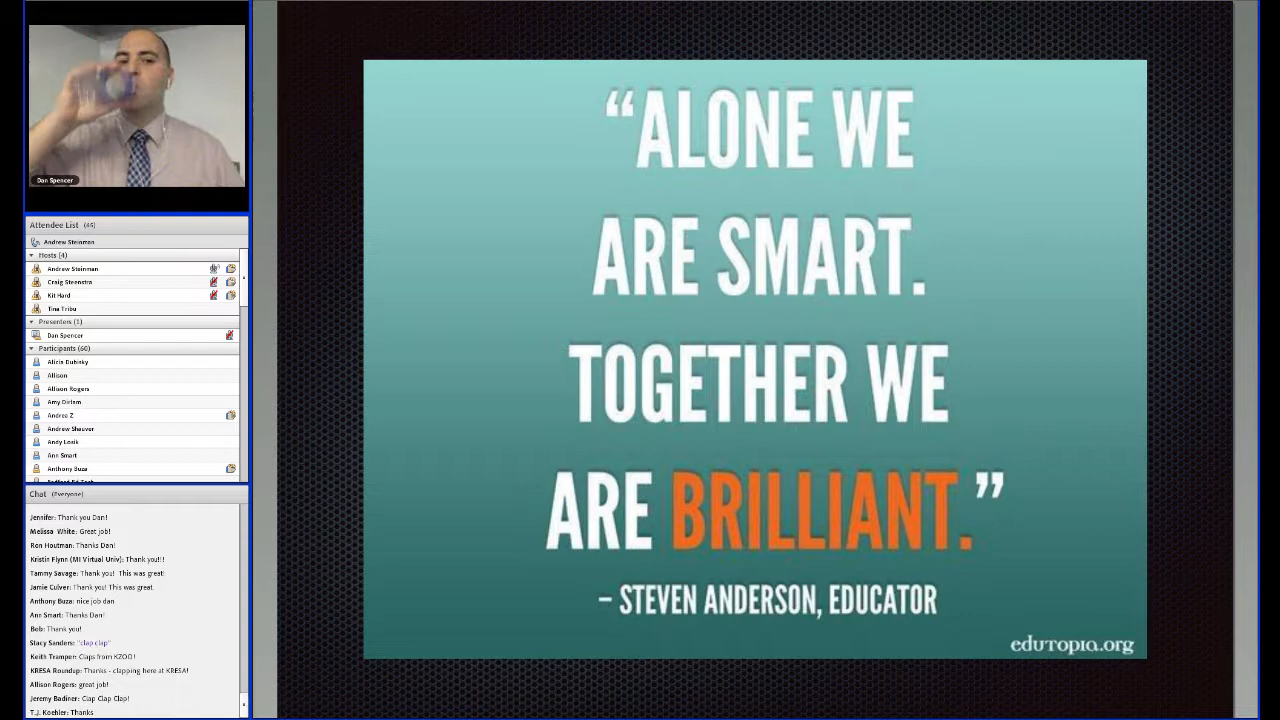 Dan Spencer
Attendee List (45)
Andrew Steinman
Hosts (4)
Andrew Steinman
Craig Steenstra
Kit Hard
Tina Tribu
Presenters (1)
Dan Spencer
Participants (60)
Alicia Dubinky
Allison
Allison Rogers
Amy Dirlam
Andrea Z
Andrew Shauver
Andy Losik
Ann Smart
Anthony Buza
Chat (Everyone)
Jennifer: Thank you Dan!
Melissa White: Great job!
Ron Houtman: Thanks Dan!
Kristin Flynn (MI Virtual Univ): Thank you!!!
Tammy Savage: Thank you! This was great!
Jamie Culver: Thank you! This was great.
Anthony Buza: nice job dan
Ann Smart: Thanks Dan!
Bob: Thank you!
Stacy Sanders: *clap clap*
Keith Tramper: Claps from KZOO!
KRESA Roundup: Thanks - clapping here at KRESA!
Allison Rogers: great job!
Jeremy Badiner: Clap Clap Clap!
T.J. Koehler: Thanks
“ALONE WE
ARE SMART.
TOGETHER WE
ARE BRILLIANT.”
– STEVEN ANDERSON, EDUCATOR
edutopia.org